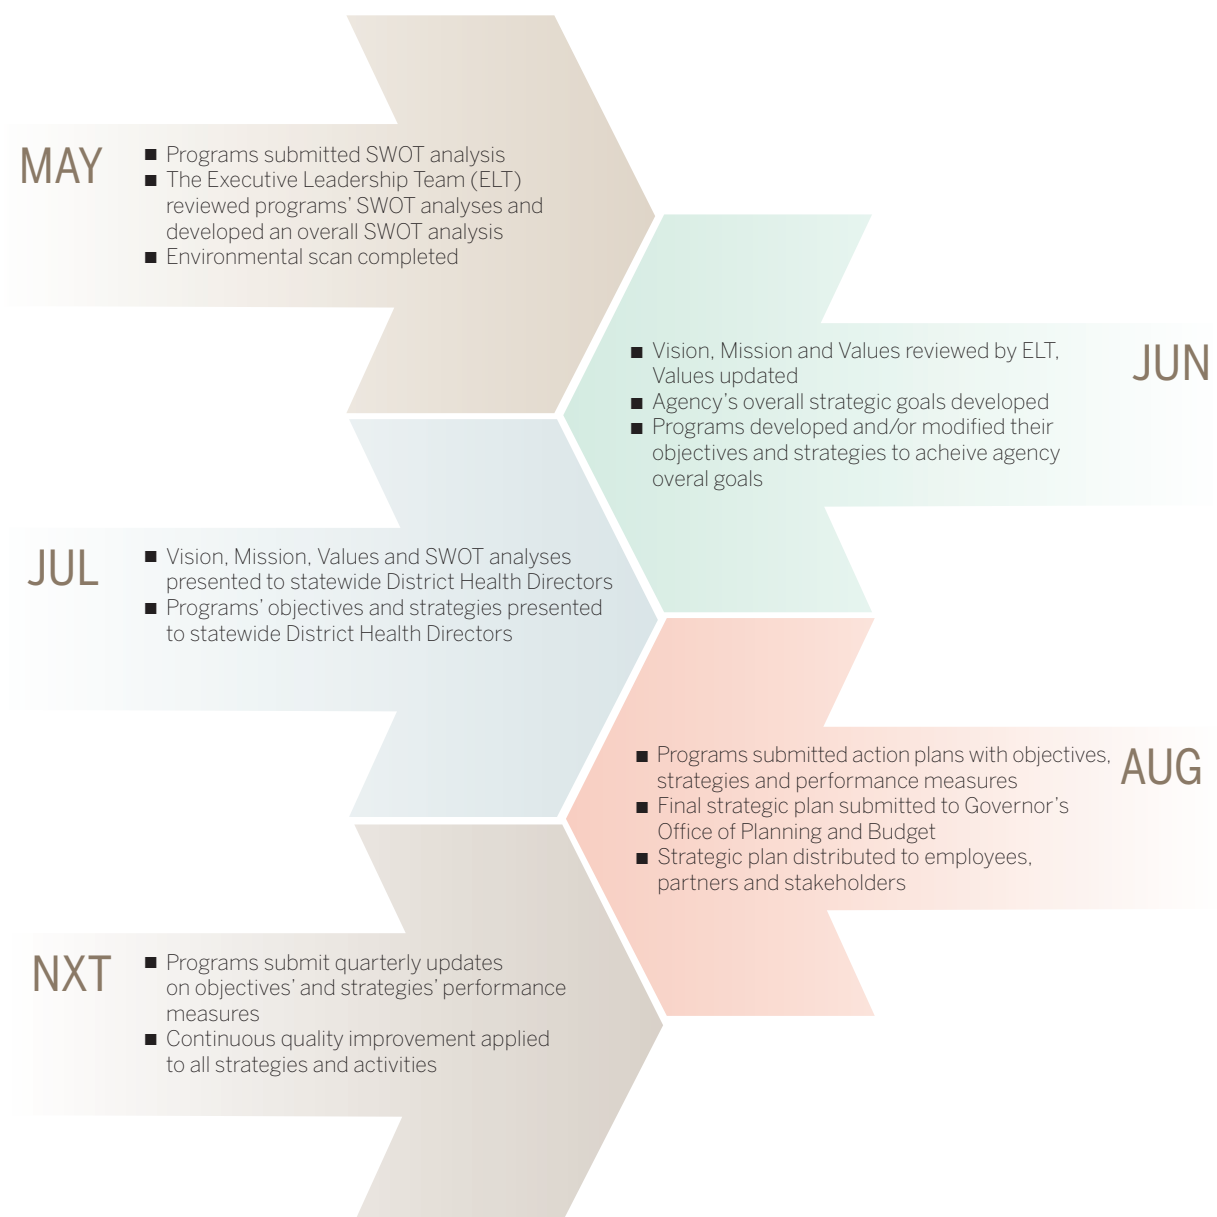 MAY
■ Programs submitted SWOT analysis
■ The Executive Leadership Team (ELT)
reviewed programs’ SWOT analyses and
developed an overall SWOT analysis
■ Environmental scan completed
JUN
■ Vision, Mission and Values reviewed by ELT,
Values updated
■ Agency’s overall strategic goals developed
■ Programs developed and/or modified their
objectives and strategies to acheive agency
overal goals
JUL
■ Vision, Mission, Values and SWOT analyses
presented to statewide District Health Directors
■ Programs’ objectives and strategies presented
to statewide District Health Directors
AUG
■ Programs submitted action plans with objectives,
strategies and performance measures
■ Final strategic plan submitted to Governor’s
Office of Planning and Budget
■ Strategic plan distributed to employees,
partners and stakeholders
NXT
■ Programs submit quarterly updates
on objectives’ and strategies’ performance
measures
■ Continuous quality improvement applied
to all strategies and activities